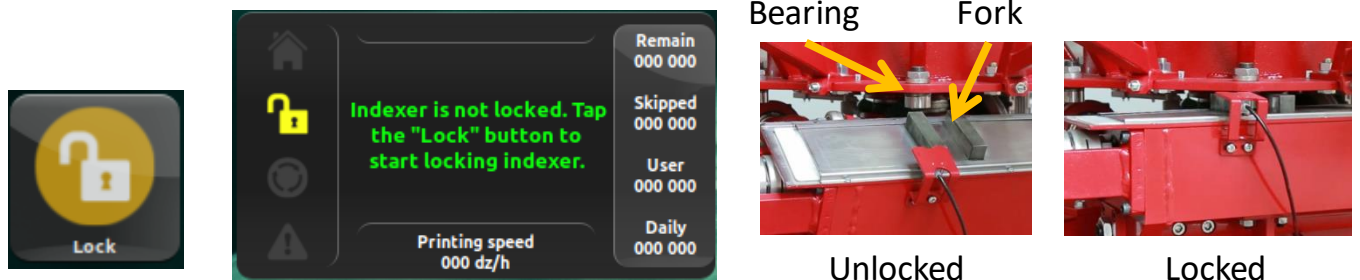 Lock
Indexer is not locked. Tap
the "Lock" button to
start locking indexer.
Remain
000 000
Skipped
000 000
User
000 000
Daily
000 000
Printing speed
000 dz/h
Bearing
Fork
Unlocked
Locked